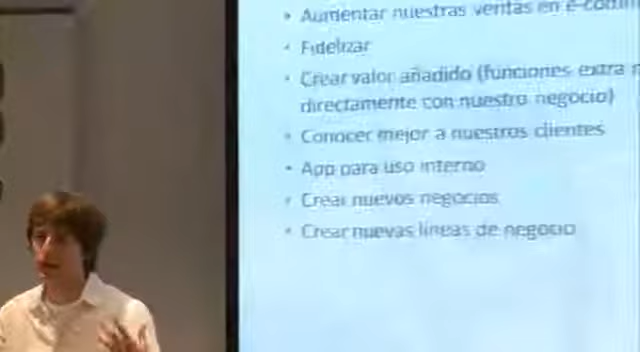 • Aumentar nuestras ventas en e-comm
• Fidelizar
• Crear valor añadido (funciones extra
directamente con nuestro negocio)
• Conocer mejor a nuestros clientes
• App para uso interno
• Crear nuevos negocios
• Crear nuevas líneas de negocio